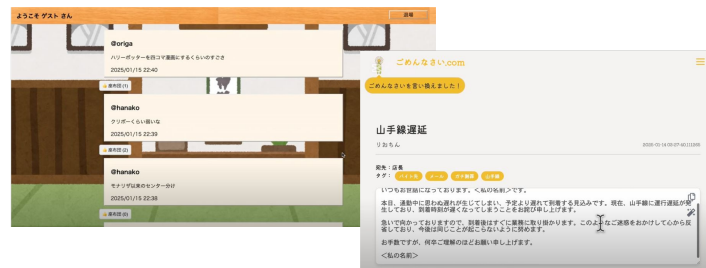 ようこそ ゲスト さん
@origa
ハリーポッターを四コマ漫画にするくらいのすごさ
2025/01/15 22:40
座布団 (1)
@hanako
クリボーくらい弱いな
2025/01/15 22:39
座布団 (2)
@hanako
モナリザ以来のセンター分け
2025/01/15 22:38
座布団 (0)
ごめんなさい.com
ごめんなさいを言い換えました！
山手線遅延
りおちん
宛先：店長
タグ： バイト先 メール 山手線
いつもお世話になっております。<私の名前>です。
本日、通勤中に思わぬ遅れが生じてしまい、予定より遅れて到着する見込みです。現在、山手線に運行遅延が発
生しており、到着時刻が遅くなってしまうことをお詫び申し上げます。
急いで向かっておりますので、到着後はすぐに業務に取り掛かります。このようなご迷惑をおかけして心から反
省しており、今後は同じことが起こらないように努めます。
お手数ですが、何卒ご理解のほどお願い申し上げます。
<私の名前>